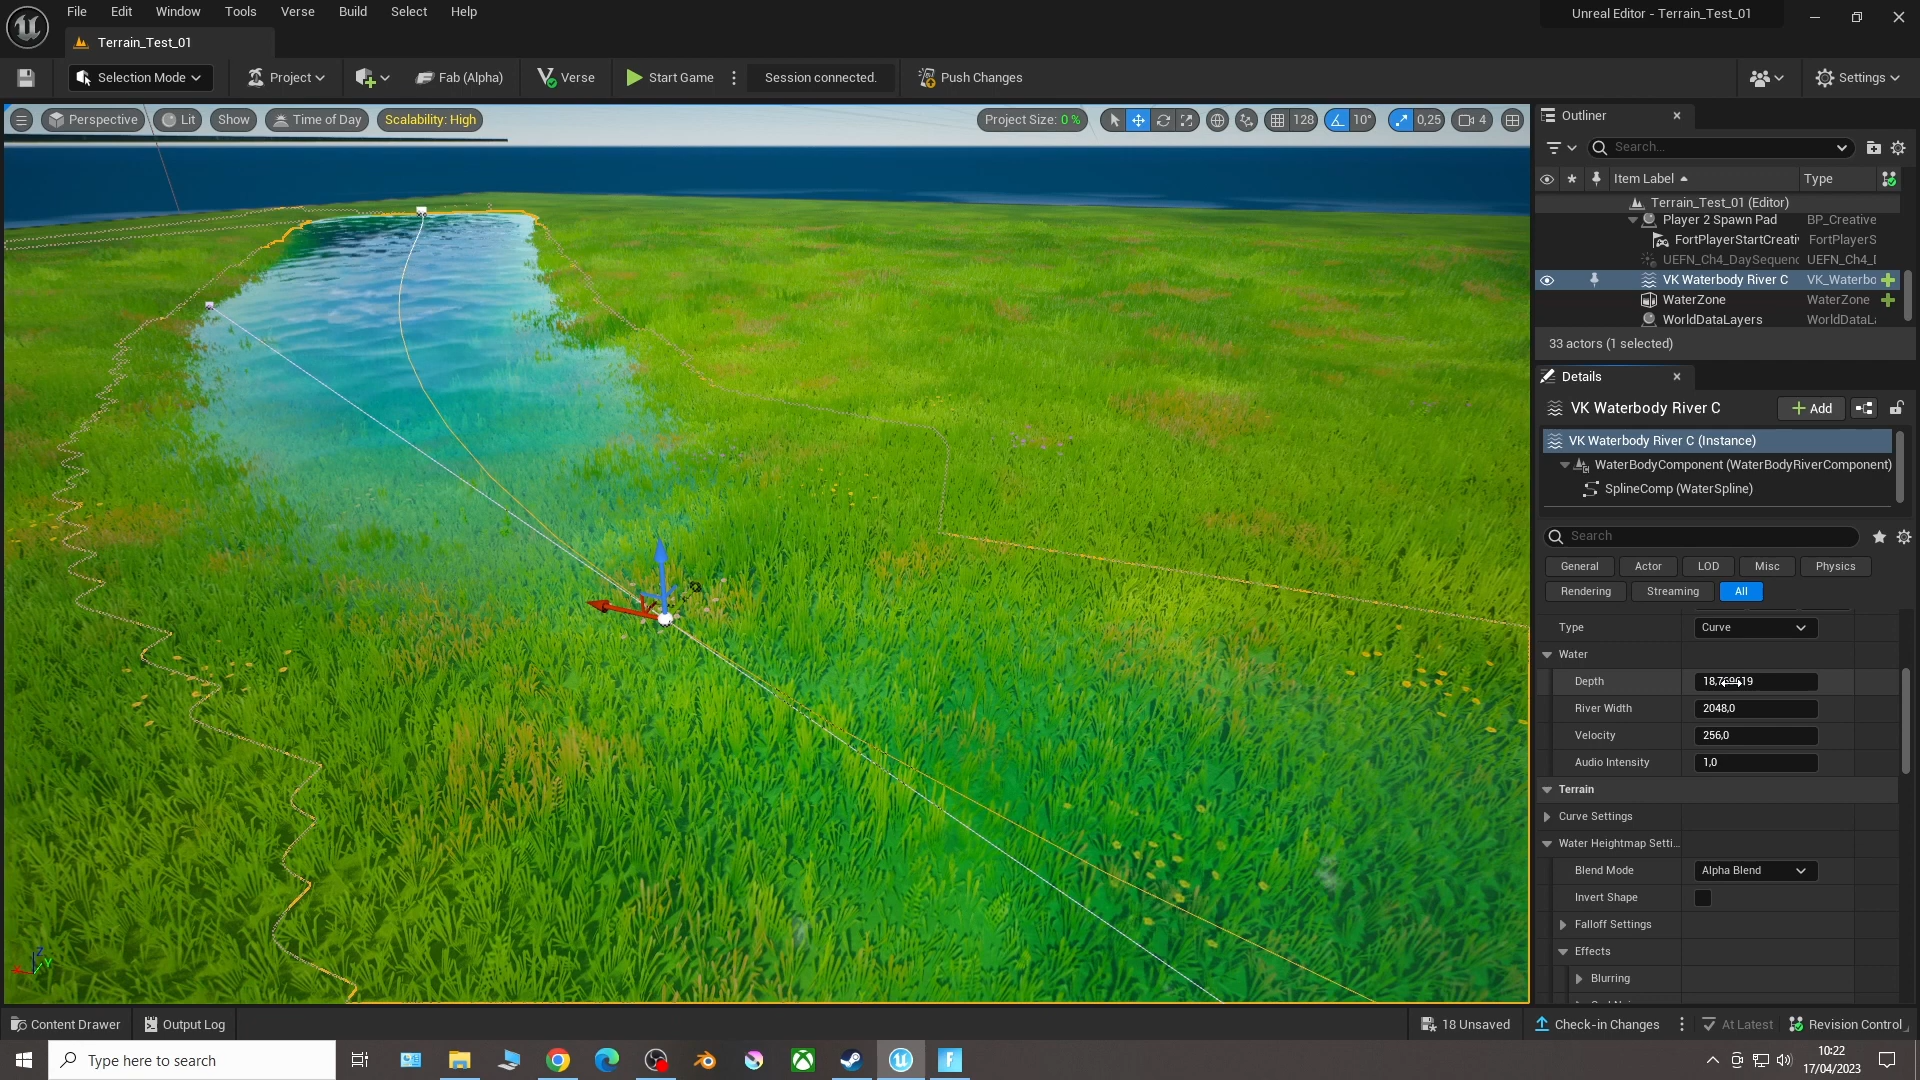 File Edit Window Tools Verse Build Select Help
Unreal Editor - Terrain_Test_01
Terrain_Test_01
Selection Mode Project Fab (Alpha) Verse Start Game Session connected. Push Changes Settings
Perspective Lit Show Time of Day Scalability: High Project Size: 0 % 128 10° 0,25 4
Outliner
Search...
Item Label Type
Terrain_Test_01 (Editor)
Player 2 Spawn Pad BP_Creative
FortPlayerStartCreati FortPlayerS
UEFN_Ch4_DaySequenc UEFN_Ch4_
VK Waterbody River C VK_Waterbo
WaterZone WaterZone
WorldDataLayers WorldDataL
33 actors (1 selected)
Details
VK Waterbody River C Add
VK Waterbody River C (Instance)
WaterBodyComponent (WaterBodyRiverComponent)
SplineComp (WaterSpline)
Search
General Actor LOD Misc Physics
Rendering Streaming All
Type Curve
Water
Depth
River Width 2048,0
Velocity 256,0
Audio Intensity 1,0
Terrain
Curve Settings
Water Heightmap Setti...
Blend Mode Alpha Blend
Invert Shape
Falloff Settings
Effects
Blurring
Z
Y
Content Drawer Output Log 18 Unsaved Check-in Changes At Latest Revision Control
Type here to search
10:22
17/04/2023